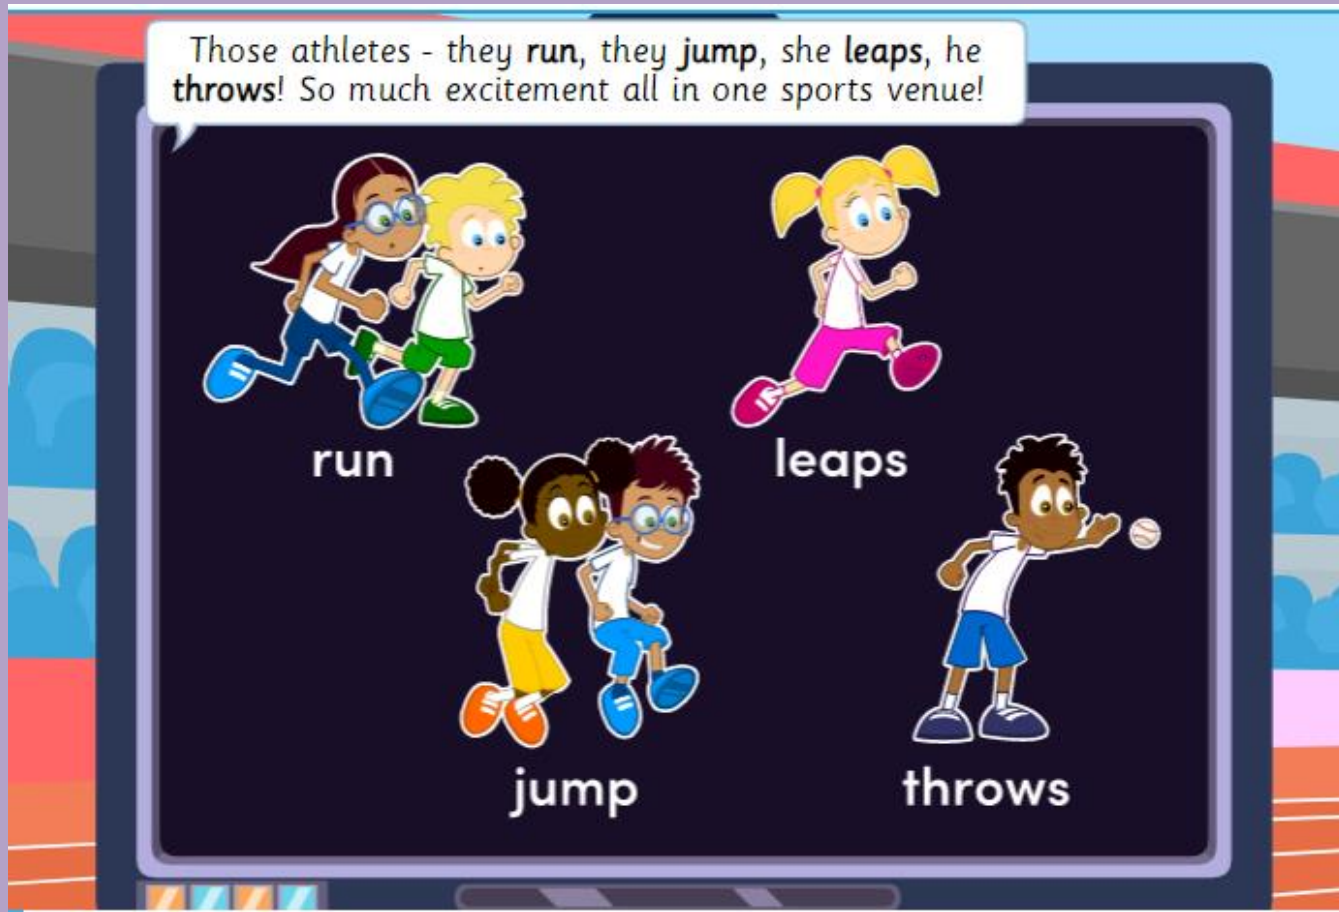 Those athletes - they run, they jump, she leaps, he
throws! So much excitement all in one sports venue!
run
leaps
jump
throws